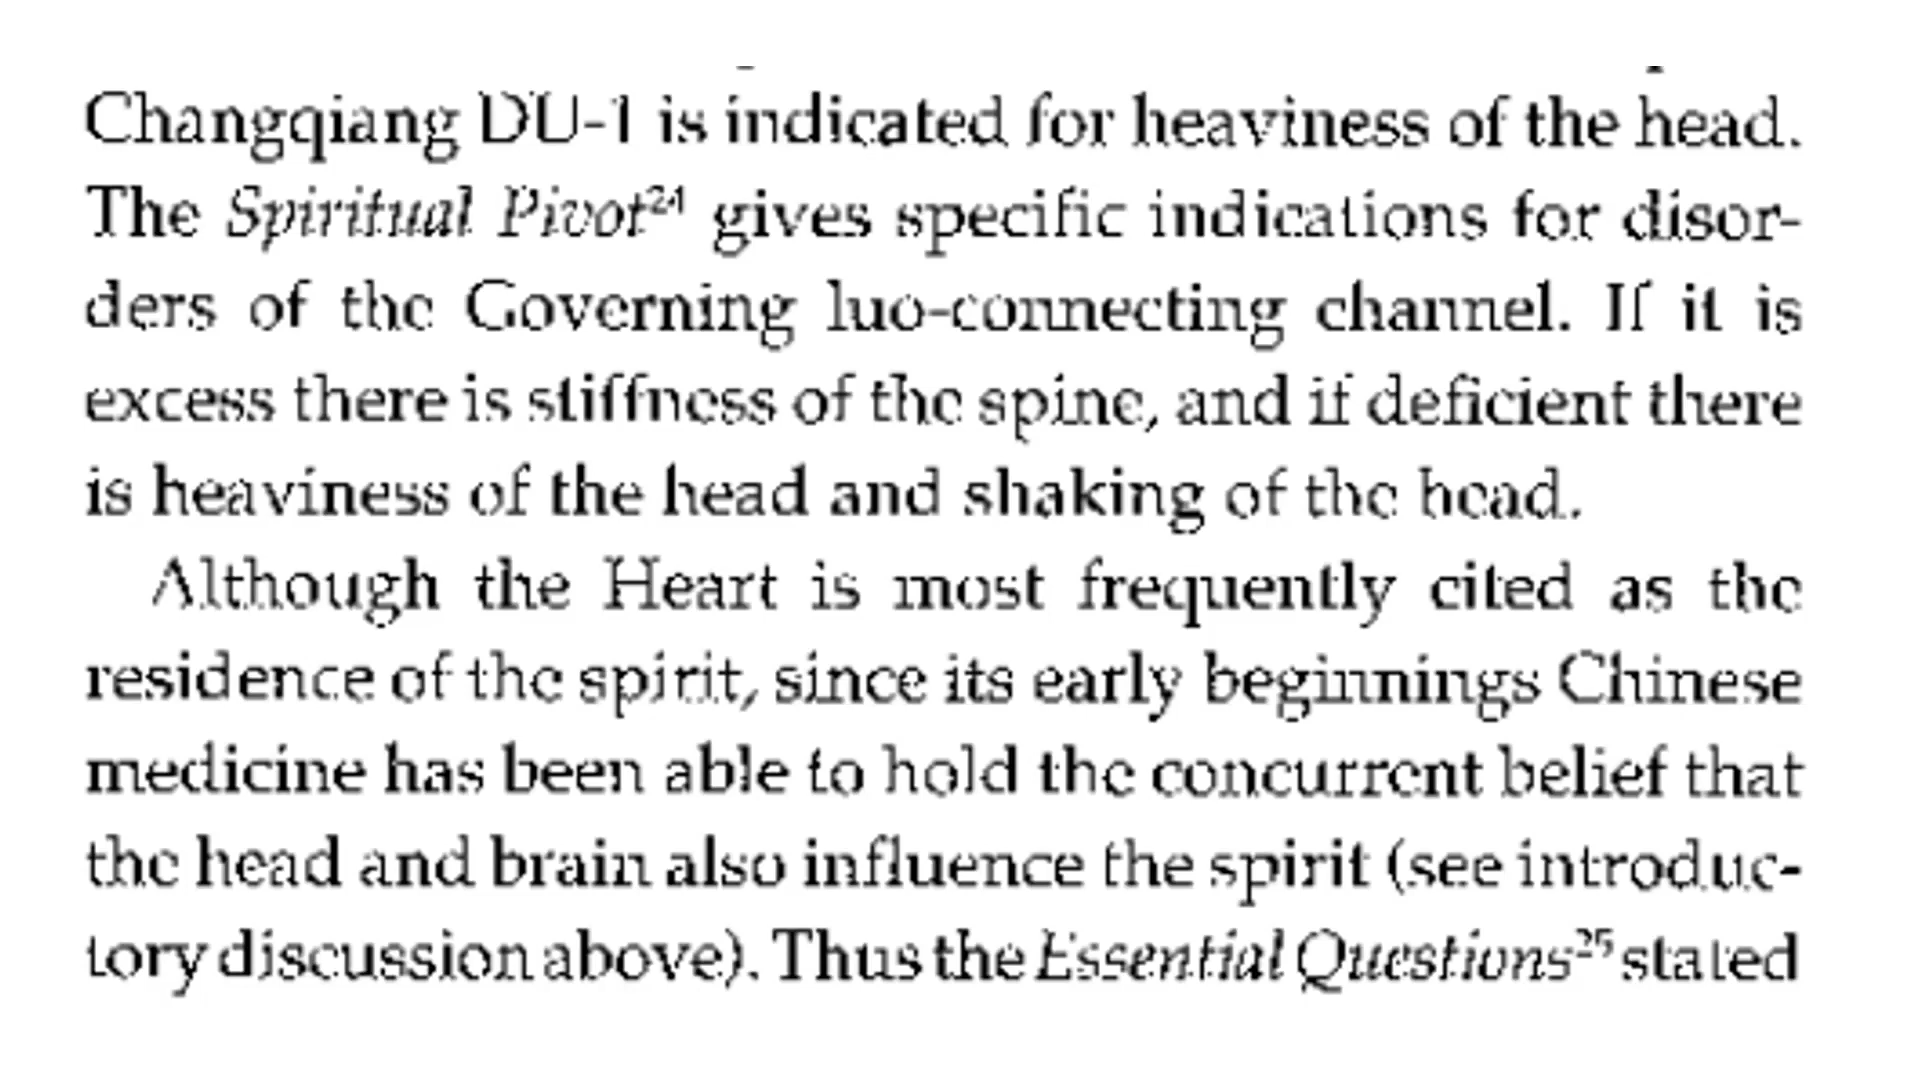 Changqiang DU-1 is indicated for heaviness of the head.
The Spiritual Pivot²⁴ gives specific indications for disor-
ders of the Governing luo-connecting channel. If it is
excess there is stiffness of the spine, and if deficient there
is heaviness of the head and shaking of the head.
Although the Heart is most frequently cited as the
residence of the spirit, since its early beginnings Chinese
medicine has been able to hold the concurrent belief that
the head and brain also influence the spirit (see introduc-
tory discussion above). Thus the Essential Questions²⁵ stated